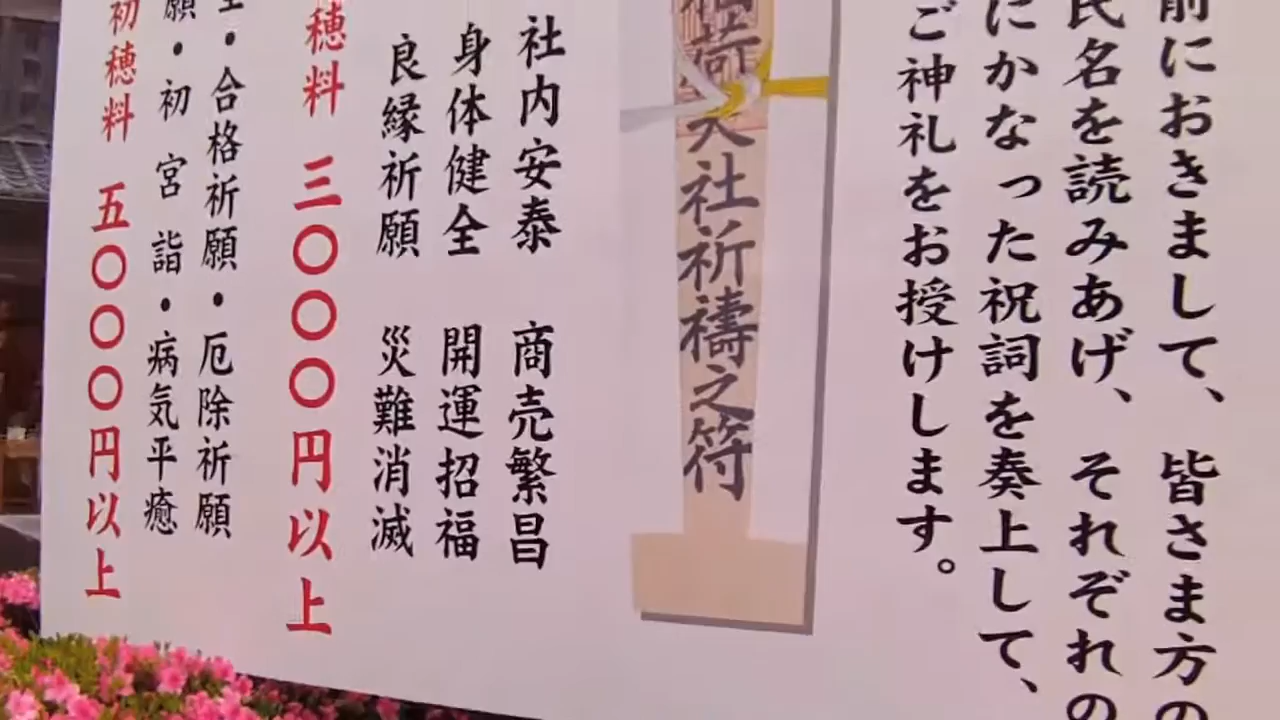 前におきまして、皆さま方の
氏名を読みあげ、それぞれの
にかなった祝詞を奏上して、
ご神礼をお授けします。
稲荷大社祈禱之符
社内安泰 商売繁昌
身体健全 開運招福
良縁祈願 災難消滅
穂料 三〇〇〇円以上
全・合格祈願・厄除祈願
願・初宮詣・病気平癒
初穂料 五〇〇〇円以上